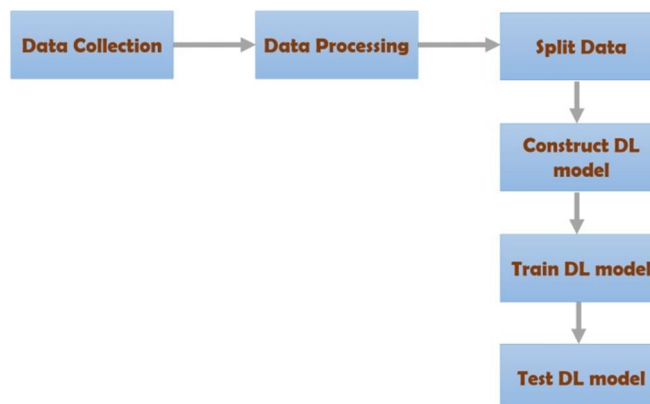 Data Collection
Data Processing
Split Data
Construct DL
model
Train DL model
Test DL model